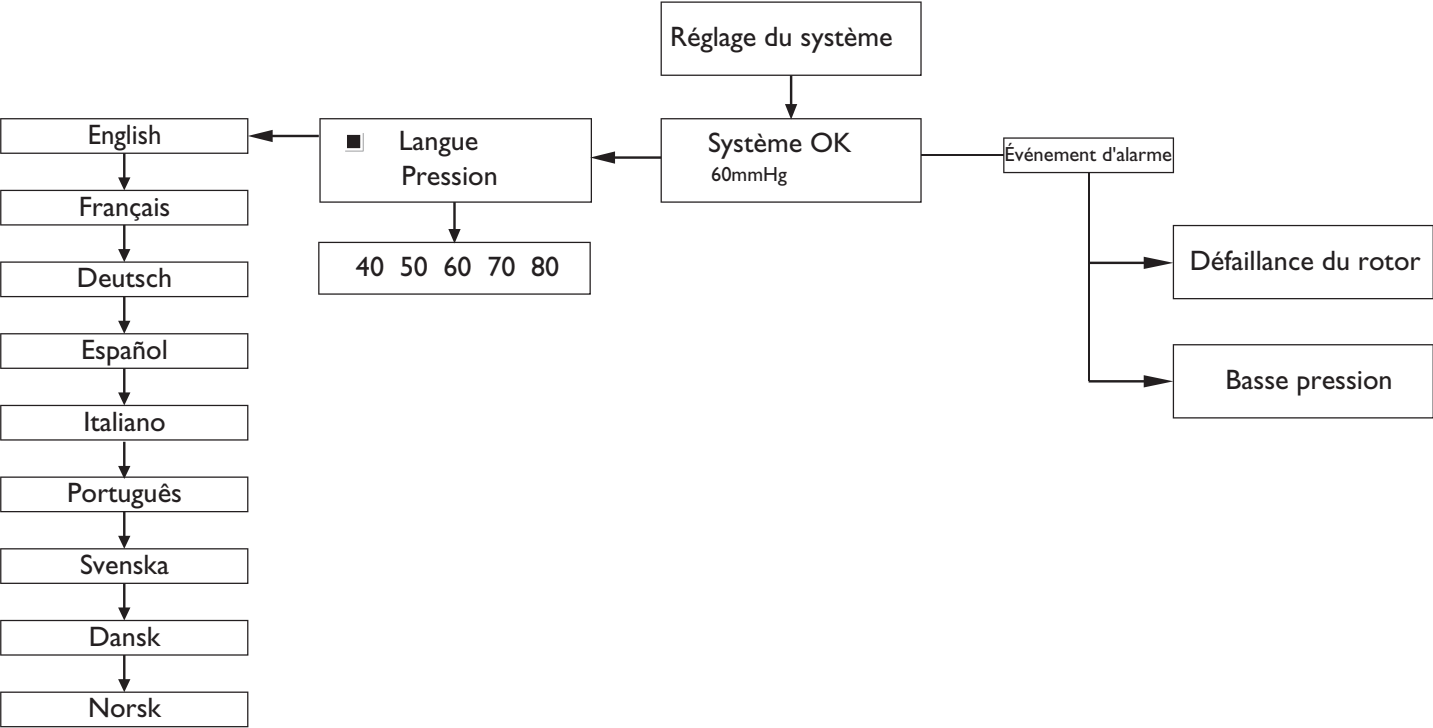 Réglage du système
Système OK
60mmHg
Langue
Pression
40 50 60 70 80
English
Français
Deutsch
Español
Italiano
Português
Svenska
Dansk
Norsk
Événement d'alarme
Défaillance du rotor
Basse pression